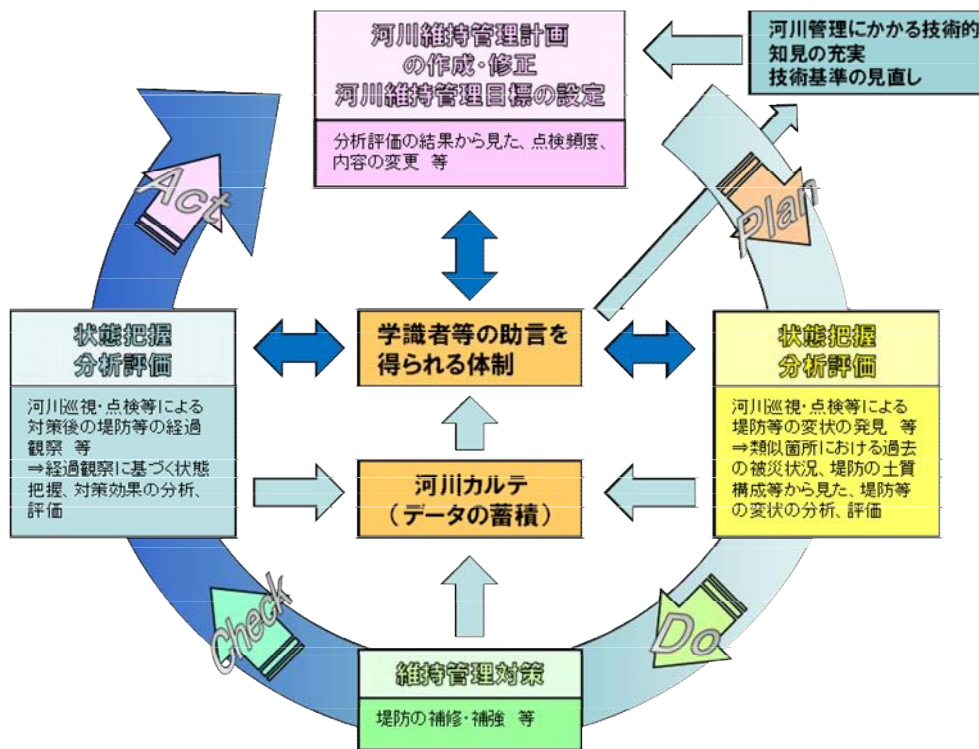 河川維持管理計画
の作成・修正
河川維持管理目標の設定
分析評価の結果から見た、点検頻度、
内容の変更 等
河川管理にかかる技術的
知見の充実
技術基準の見直し
Act
Plan
状態把握
分析評価
河川巡視・点検等による
対策後の堤防等の経過
観察 等
⇒経過観察に基づく状態
把握、対策効果の分析、
評価
学識者等の助言を
得られる体制
状態把握
分析評価
河川巡視・点検等による
堤防等の変状の発見 等
⇒類似箇所における過去
の被災状況、堤防の土質
構成等から見た、堤防等
の変状の分析、評価
河川カルテ
(データの蓄積)
Check
Do
維持管理対策
堤防の補修・補強 等